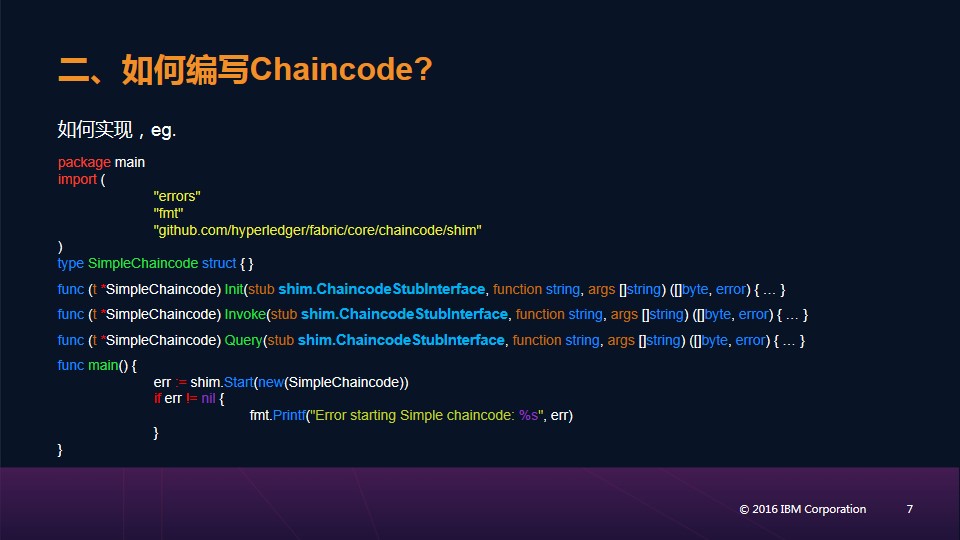 二、如何编写Chaincode?
如何实现，eg.
package main
import (
"errors"
"fmt"
"github.com/hyperledger/fabric/core/chaincode/shim"
)
type SimpleChaincode struct { }
func (t *SimpleChaincode) Init(stub shim.ChaincodeStubInterface, function string, args []string) ([]byte, error) { … }
func (t *SimpleChaincode) Invoke(stub shim.ChaincodeStubInterface, function string, args []string) ([]byte, error) { … }
func (t *SimpleChaincode) Query(stub shim.ChaincodeStubInterface, function string, args []string) ([]byte, error) { … }
func main() {
err := shim.Start(new(SimpleChaincode))
if err != nil {
fmt.Printf("Error starting Simple chaincode: %s", err)
}
}
© 2016 IBM Corporation 7